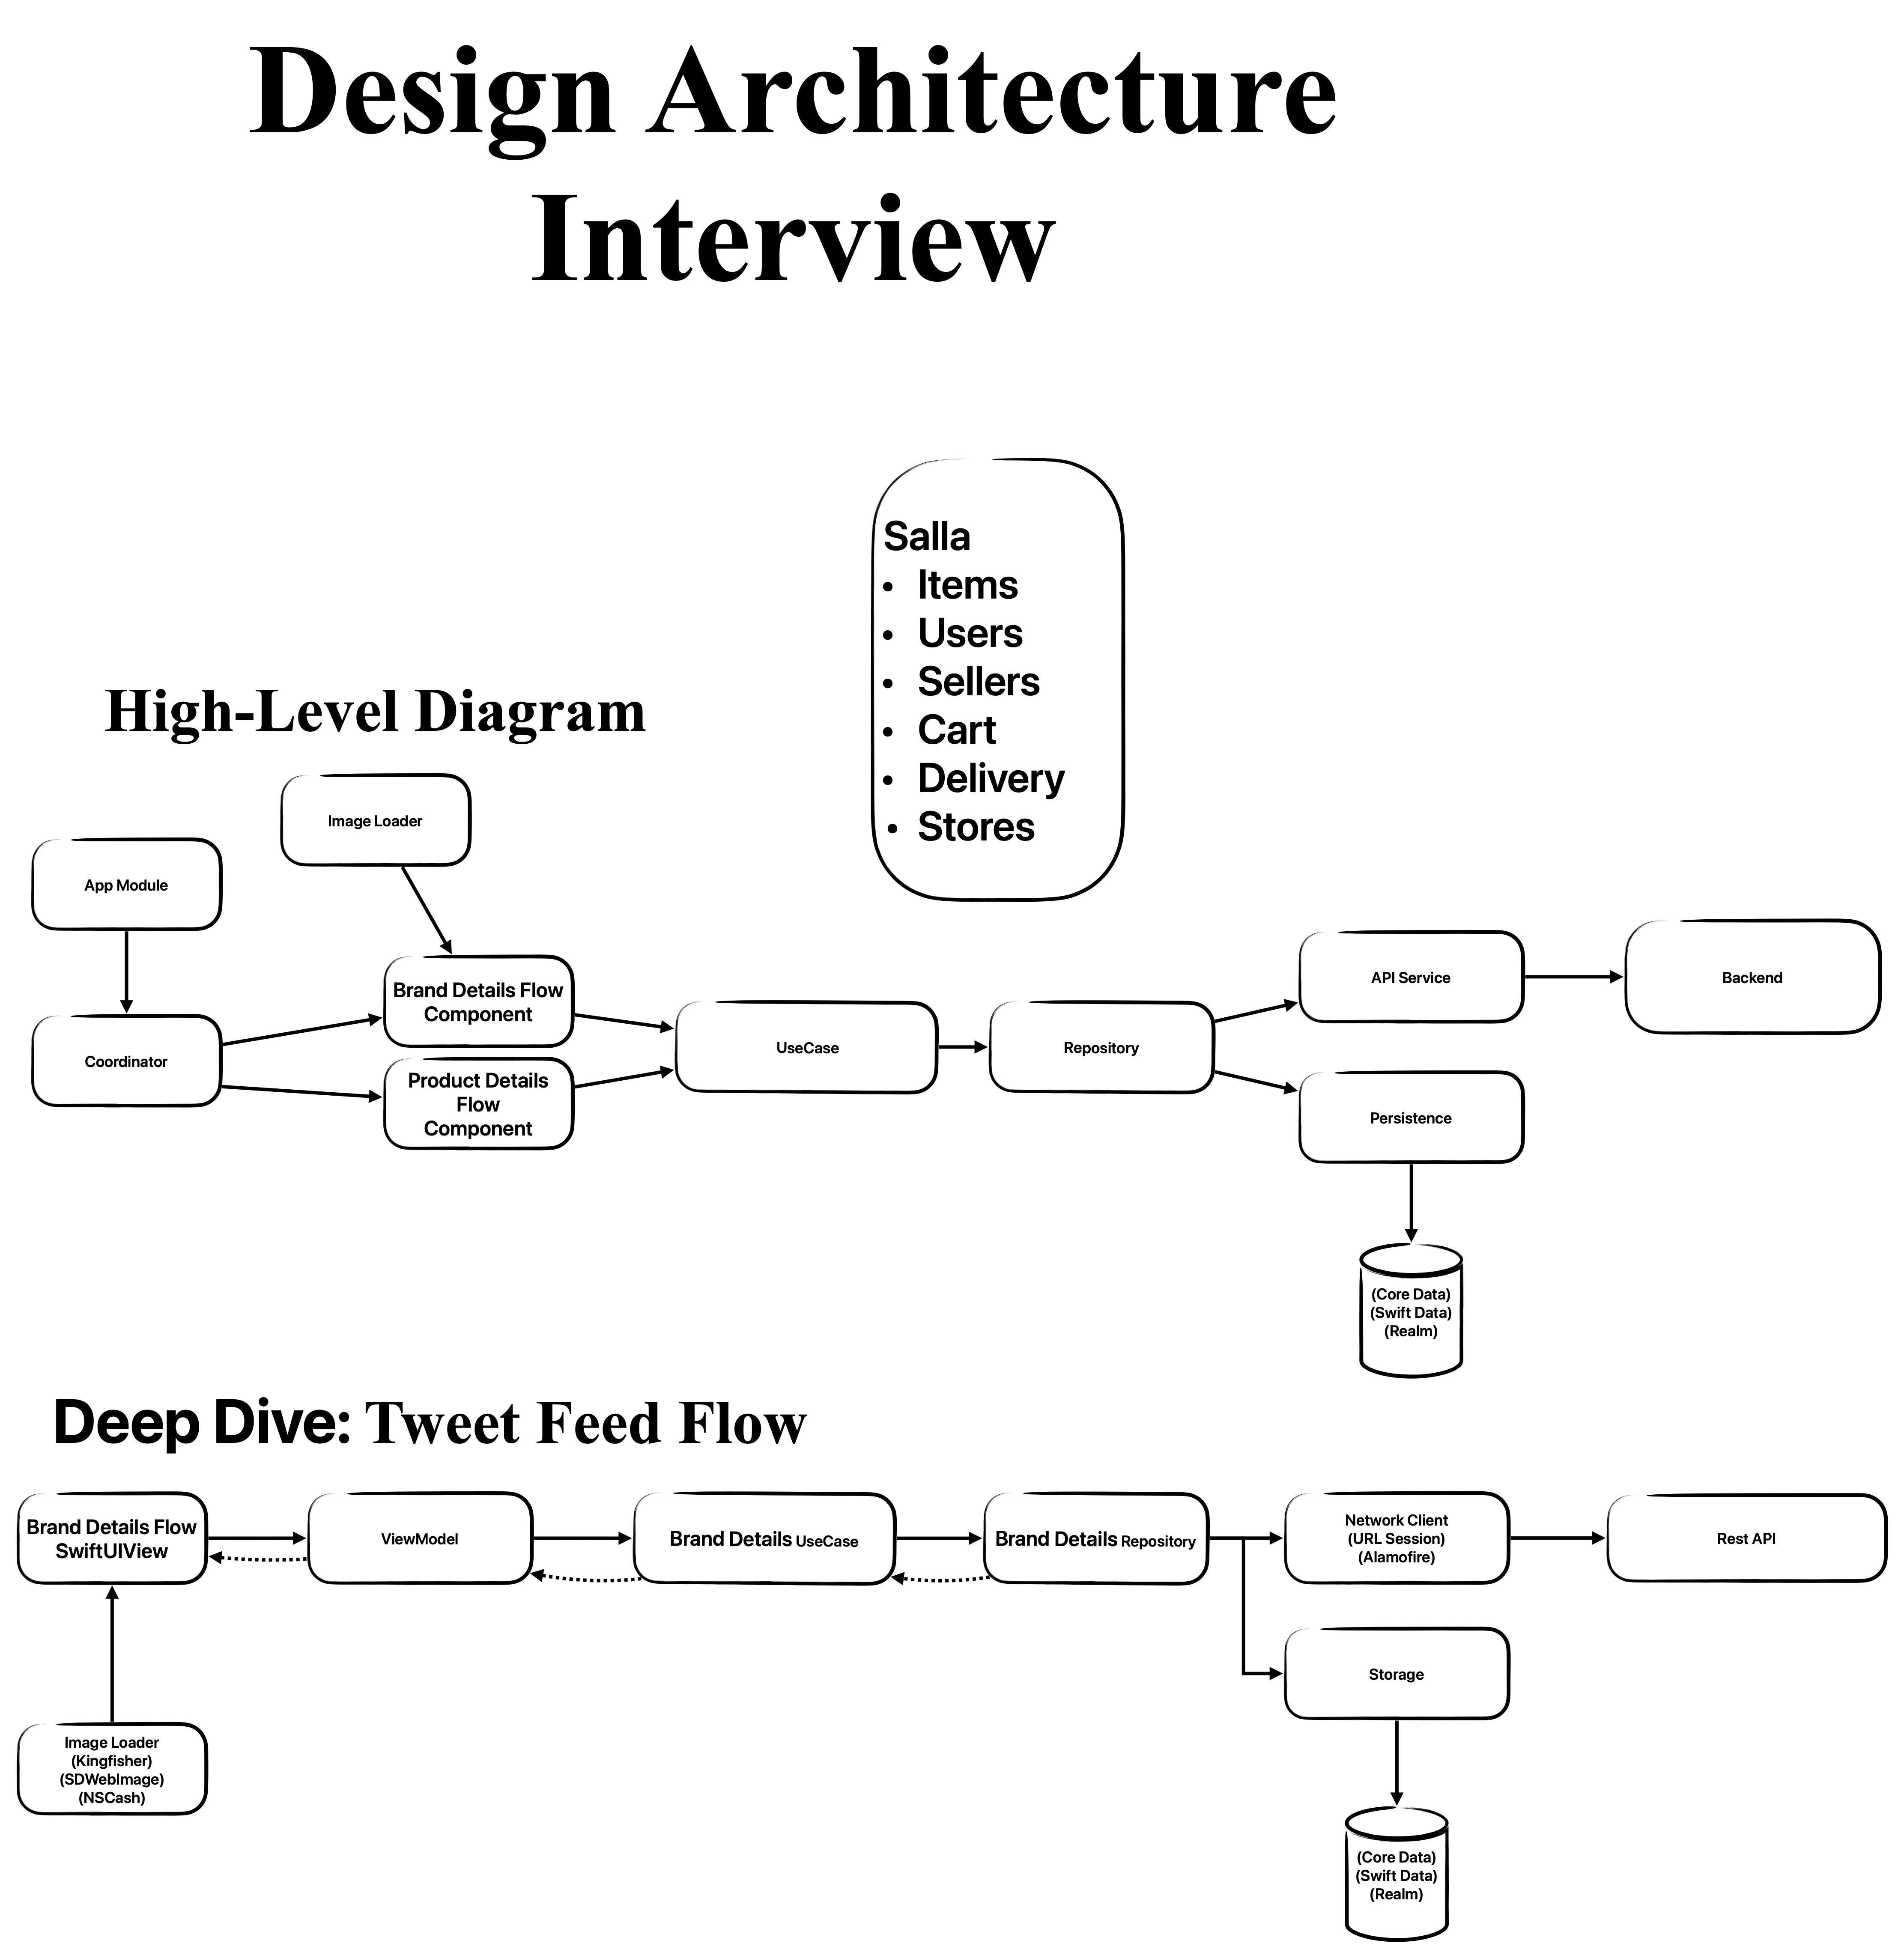 Design Architecture
Interview
Salla
• Items
• Users
• Sellers
• Cart
• Delivery
• Stores
High-Level Diagram
Image Loader
App Module
Coordinator
Brand Details Flow
Component
Product Details
Flow
Component
UseCase
Repository
API Service
Backend
Persistence
(Core Data)
(Swift Data)
(Realm)
Deep Dive: Tweet Feed Flow
Brand Details Flow
SwiftUIView
ViewModel
Brand Details UseCase
Brand Details Repository
Network Client
(URL Session)
(Alamofire)
Rest API
Storage
Image Loader
(Kingfisher)
(SDWebImage)
(NSCash)
(Core Data)
(Swift Data)
(Realm)